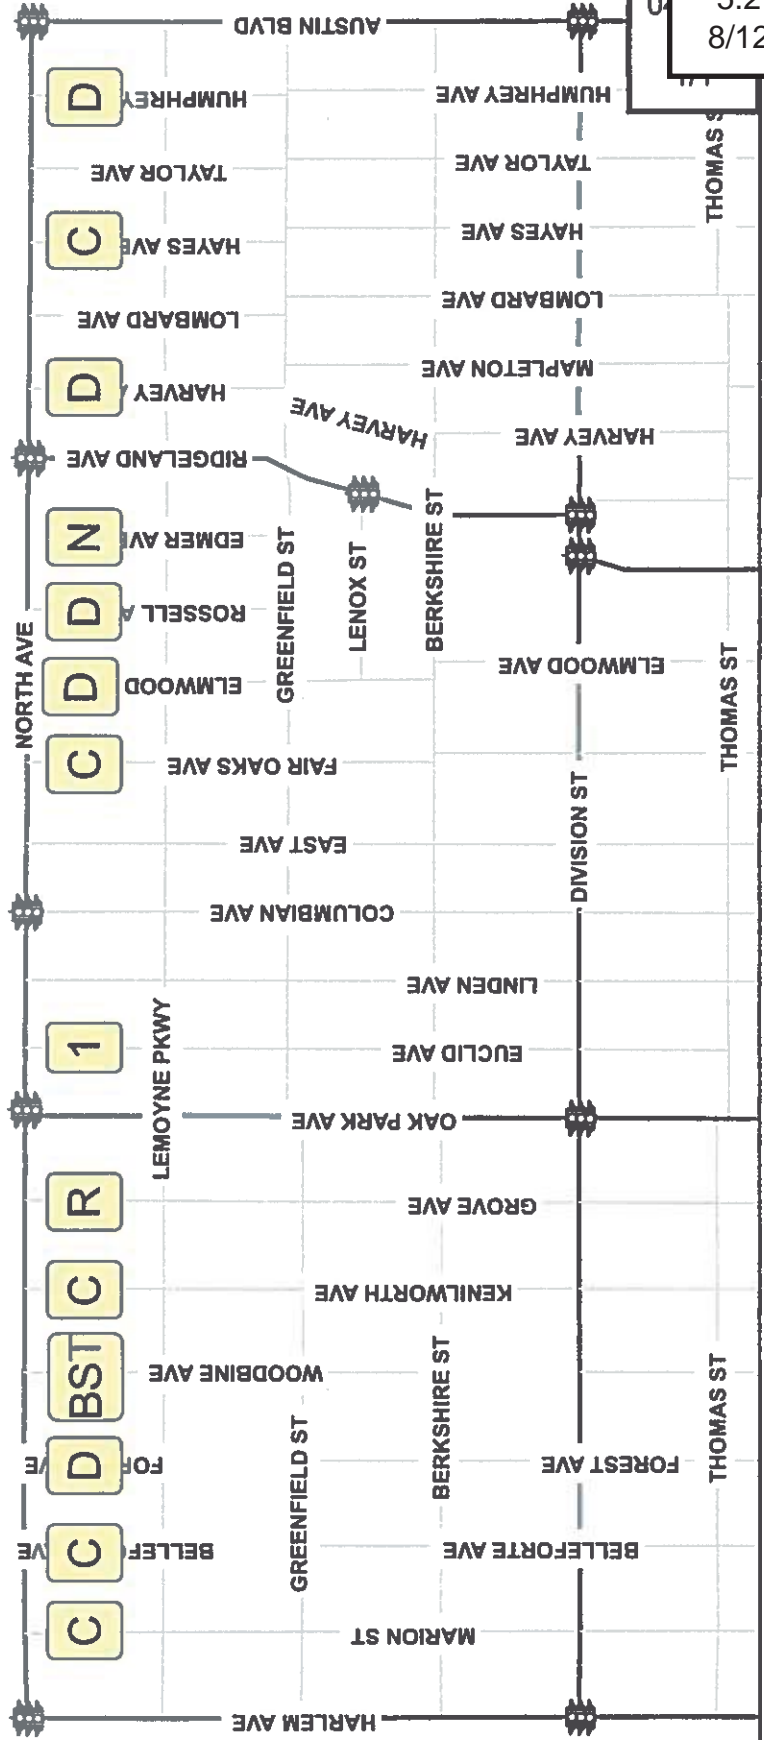 AUSTIN BLVD
D
HUMPHREY
HUMPHREY AVE
TAYLOR AVE
TAYLOR AVE
C
HAYES AVE
HAYES AVE
LOMBARD AVE
LOMBARD AVE
D
HARVEY A
HARVEY AVE
MAPLETON AVE
RIDGELAND AVE
HARVEY AVE
N
EDMER AVE
D
ROSSELL A
D
ELMWOOD
ELMWOOD AVE
C
FAIR OAKS AVE
EAST AVE
COLUMBIAN AVE
LINDEN AVE
1
EUCLID AVE
OAK PARK AVE
R
GROVE AVE
C
KENILWORTH AVE
BST
WOODBINE AVE
D
FOREST AVE
C
BELLEFORTE AVE
C
MARION ST
HARLEM AVE
NORTH AVE
LEMOYNE PKWY
GREENFIELD ST
GREENFIELD ST
LENOX ST
BERKSHIRE ST
BERKSHIRE ST
DIVISION ST
THOMAS S
THOMAS ST
THOMAS ST
8/12